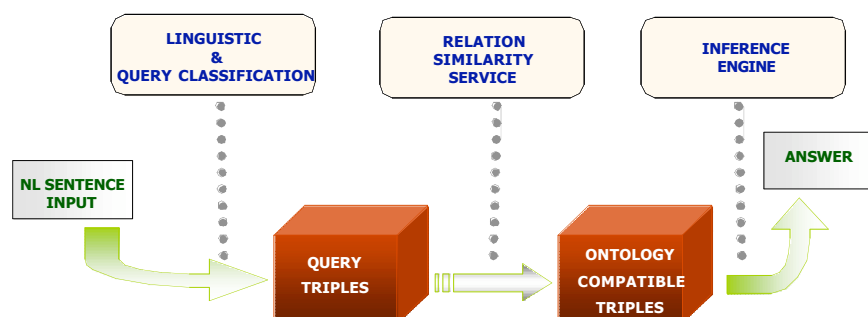 LINGUISTIC
&
QUERY CLASSIFICATION
RELATION
SIMILARITY
SERVICE
INFERENCE
ENGINE
NL SENTENCE
INPUT
QUERY
TRIPLES
ONTOLOGY
COMPATIBLE
TRIPLES
ANSWER